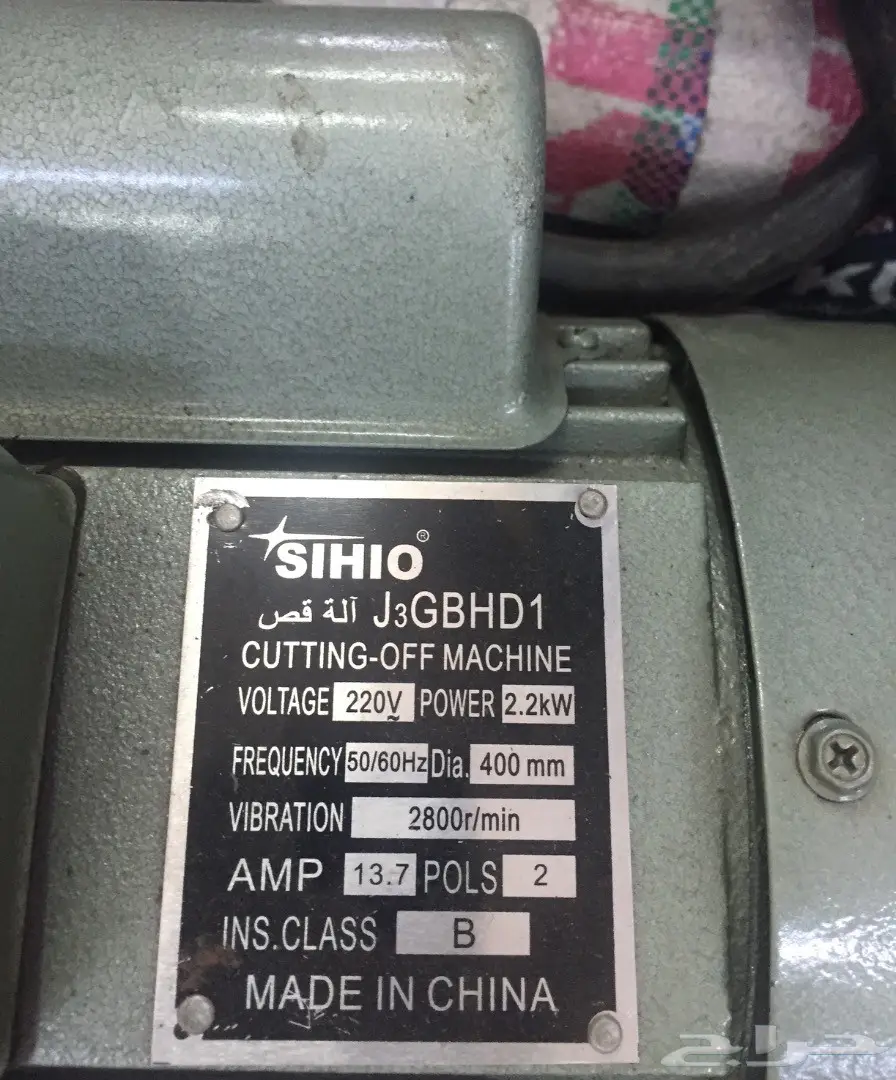 SIHIO®
آلة قص J3GBHD1
CUTTING-OFF MACHINE
VOLTAGE 220V~ POWER 2.2kW
FREQUENCY 50/60Hz Dia. 400 mm
VIBRATION 2800r/min
AMP 13.7 POLS 2
INS.CLASS B
MADE IN CHINA
حراج